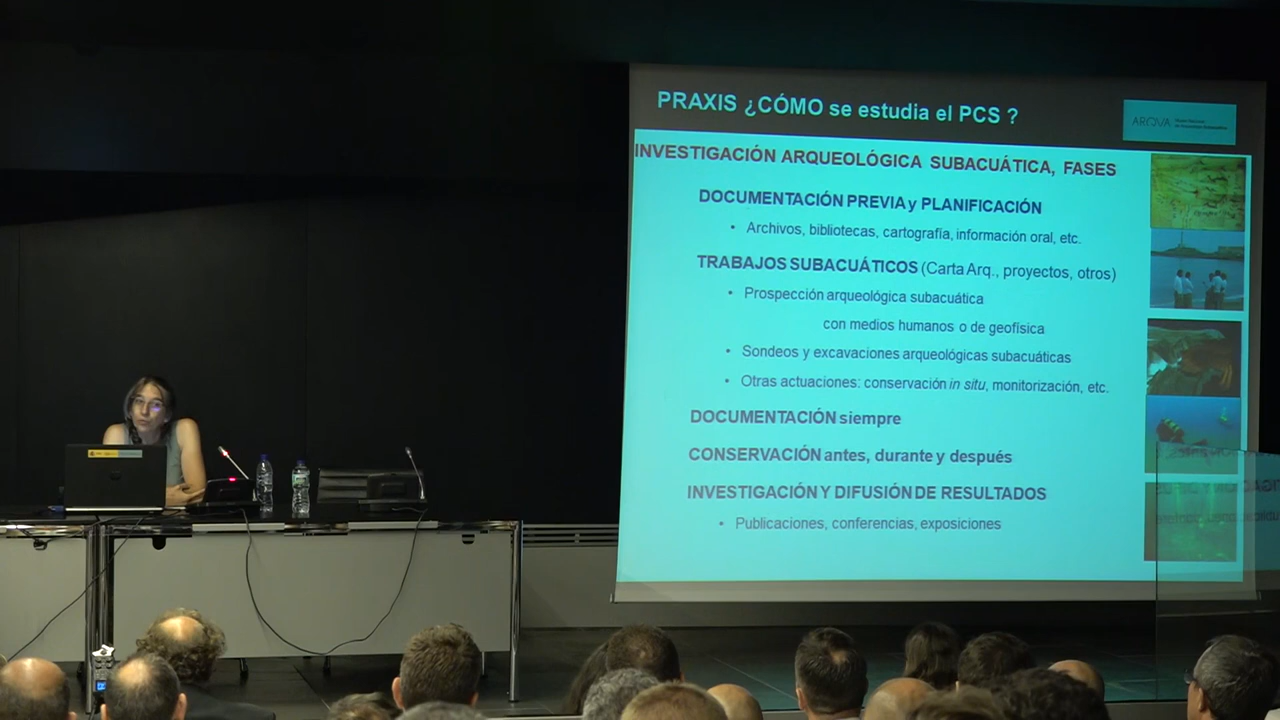 PRAXIS ¿CÓMO se estudia el PCS ?
ARQVA
INVESTIGACIÓN ARQUEOLÓGICA SUBACUÁTICA, FASES
DOCUMENTACIÓN PREVIA y PLANIFICACIÓN
• Archivos, bibliotecas, cartografía, información oral, etc.
TRABAJOS SUBACUÁTICOS (Carta Arq., proyectos, otros)
• Prospección arqueológica subacuática
con medios humanos o de geofísica
• Sondeos y excavaciones arqueológicas subacuáticas
• Otras actuaciones: conservación in situ, monitorización, etc.
DOCUMENTACIÓN siempre
CONSERVACIÓN antes, durante y después
INVESTIGACIÓN Y DIFUSIÓN DE RESULTADOS
• Publicaciones, conferencias, exposiciones